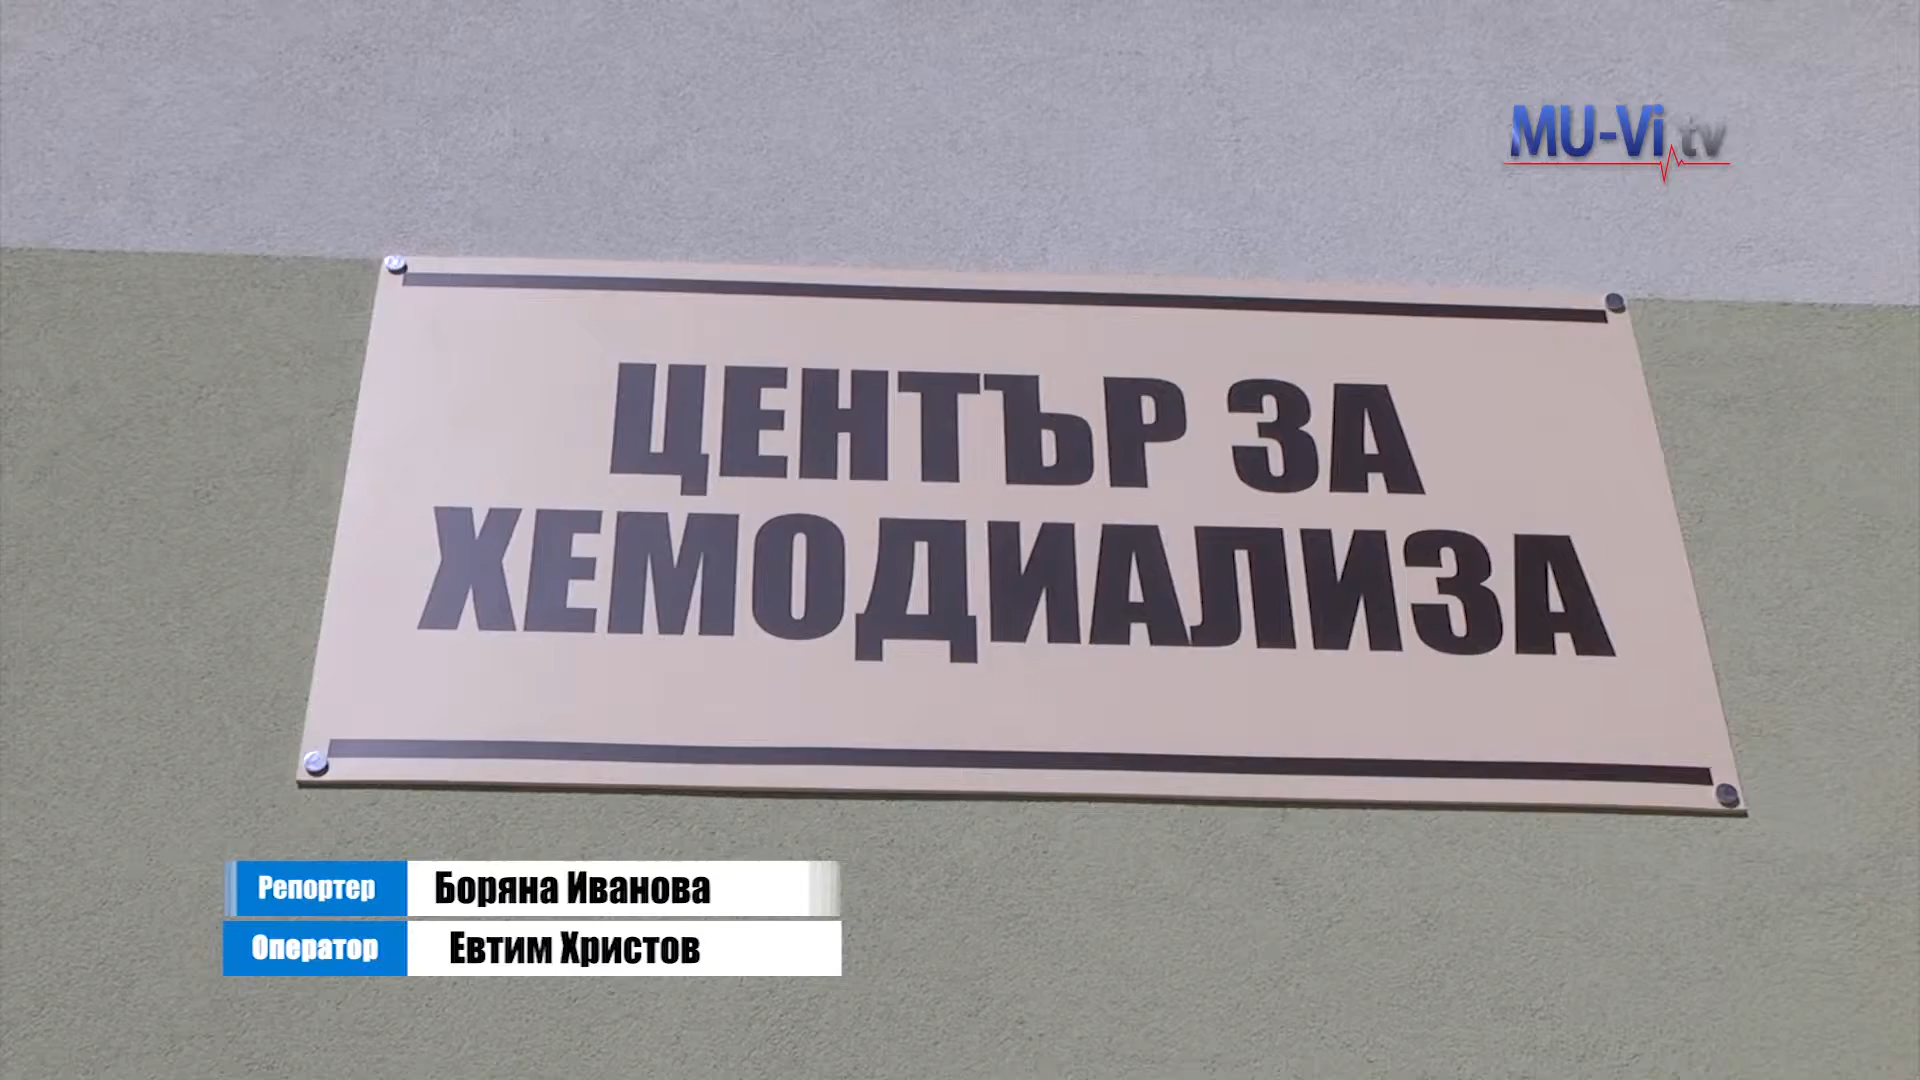 MU-Vi.tv
ЦЕНТЪР ЗА
ХЕМОДИАЛИЗА
Репортер Боряна Иванова
Оператор Евтим Христов